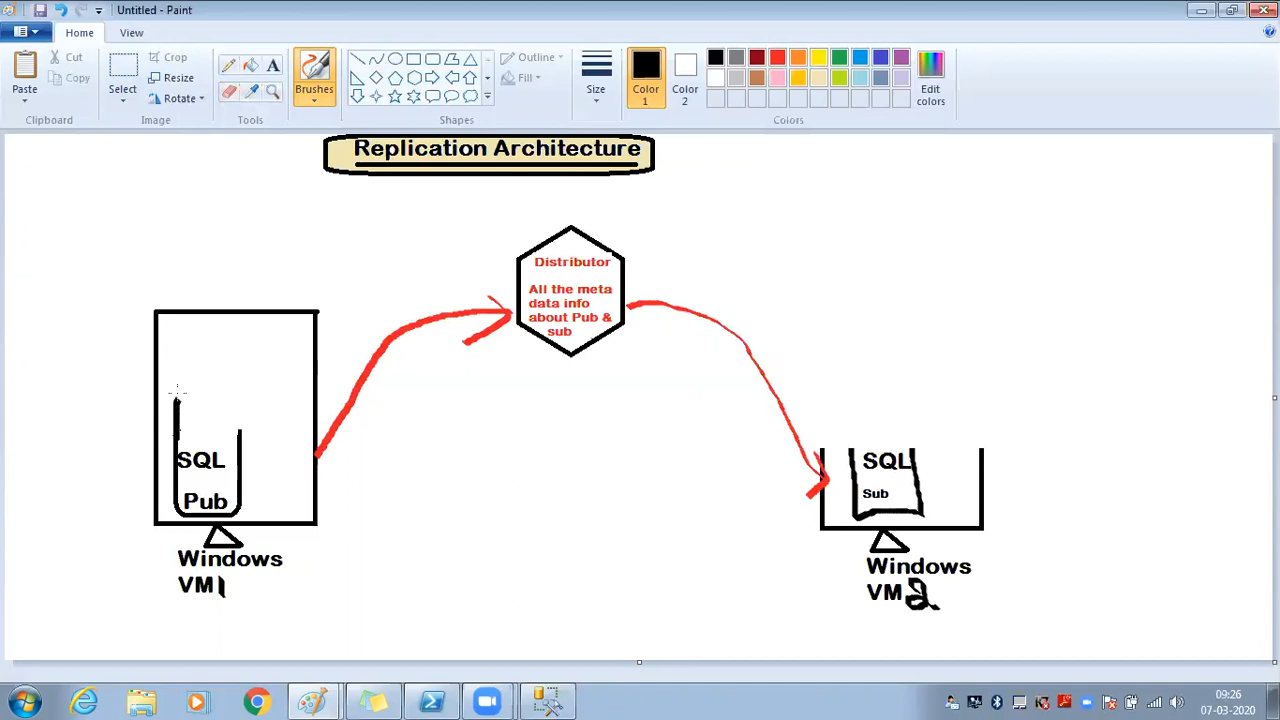 Untitled - Paint
Home
View
Paste
Cut
Copy
Clipboard
Select
Crop
Resize
Rotate
Image
Tools
Brushes
Shapes
Outline
Fill
Size
Color
1
Color
2
Edit
colors
Colors
Replication Architecture
Distributor
All the meta
data info
about Pub &
sub
SQL
Pub
Windows
VM1
SQL
Sub
Windows
VM2
09:26
07-03-2020